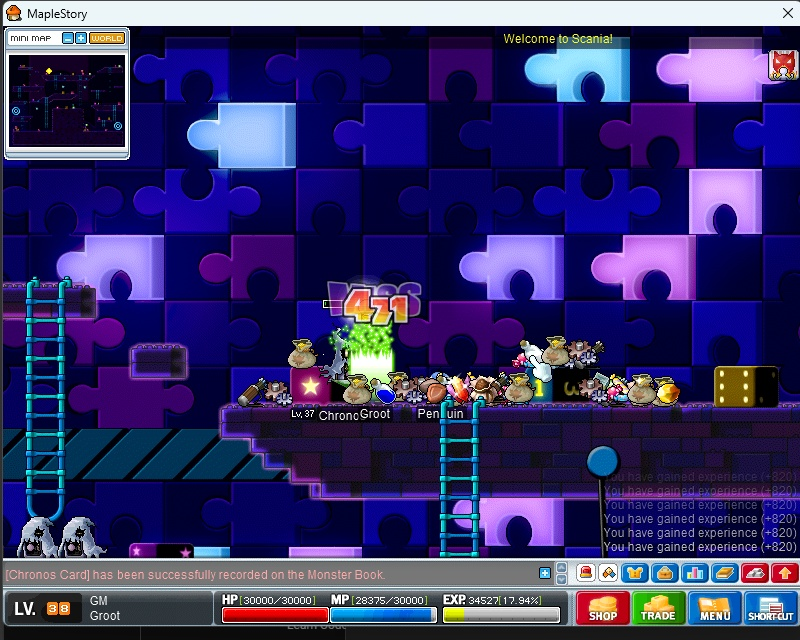 MapleStory
MINI MAP
WORLD
Welcome to Scania!
MISS
471
1
Lv. 37 Chrono
Groot
Penguin
You have gained experience (+820)
You have gained experience (+820)
You have gained experience (+820)
You have gained experience (+820)
You have gained experience (+820)
You have gained experience (+820)
[Chronos Card] has been successfully recorded on the Monster Book.
LV. 38
GM
Groot
HP [30000/30000]
MP [28375/30000]
EXP. 34527 [17.94%]
SHOP
TRADE
MENU
SHORTCUT